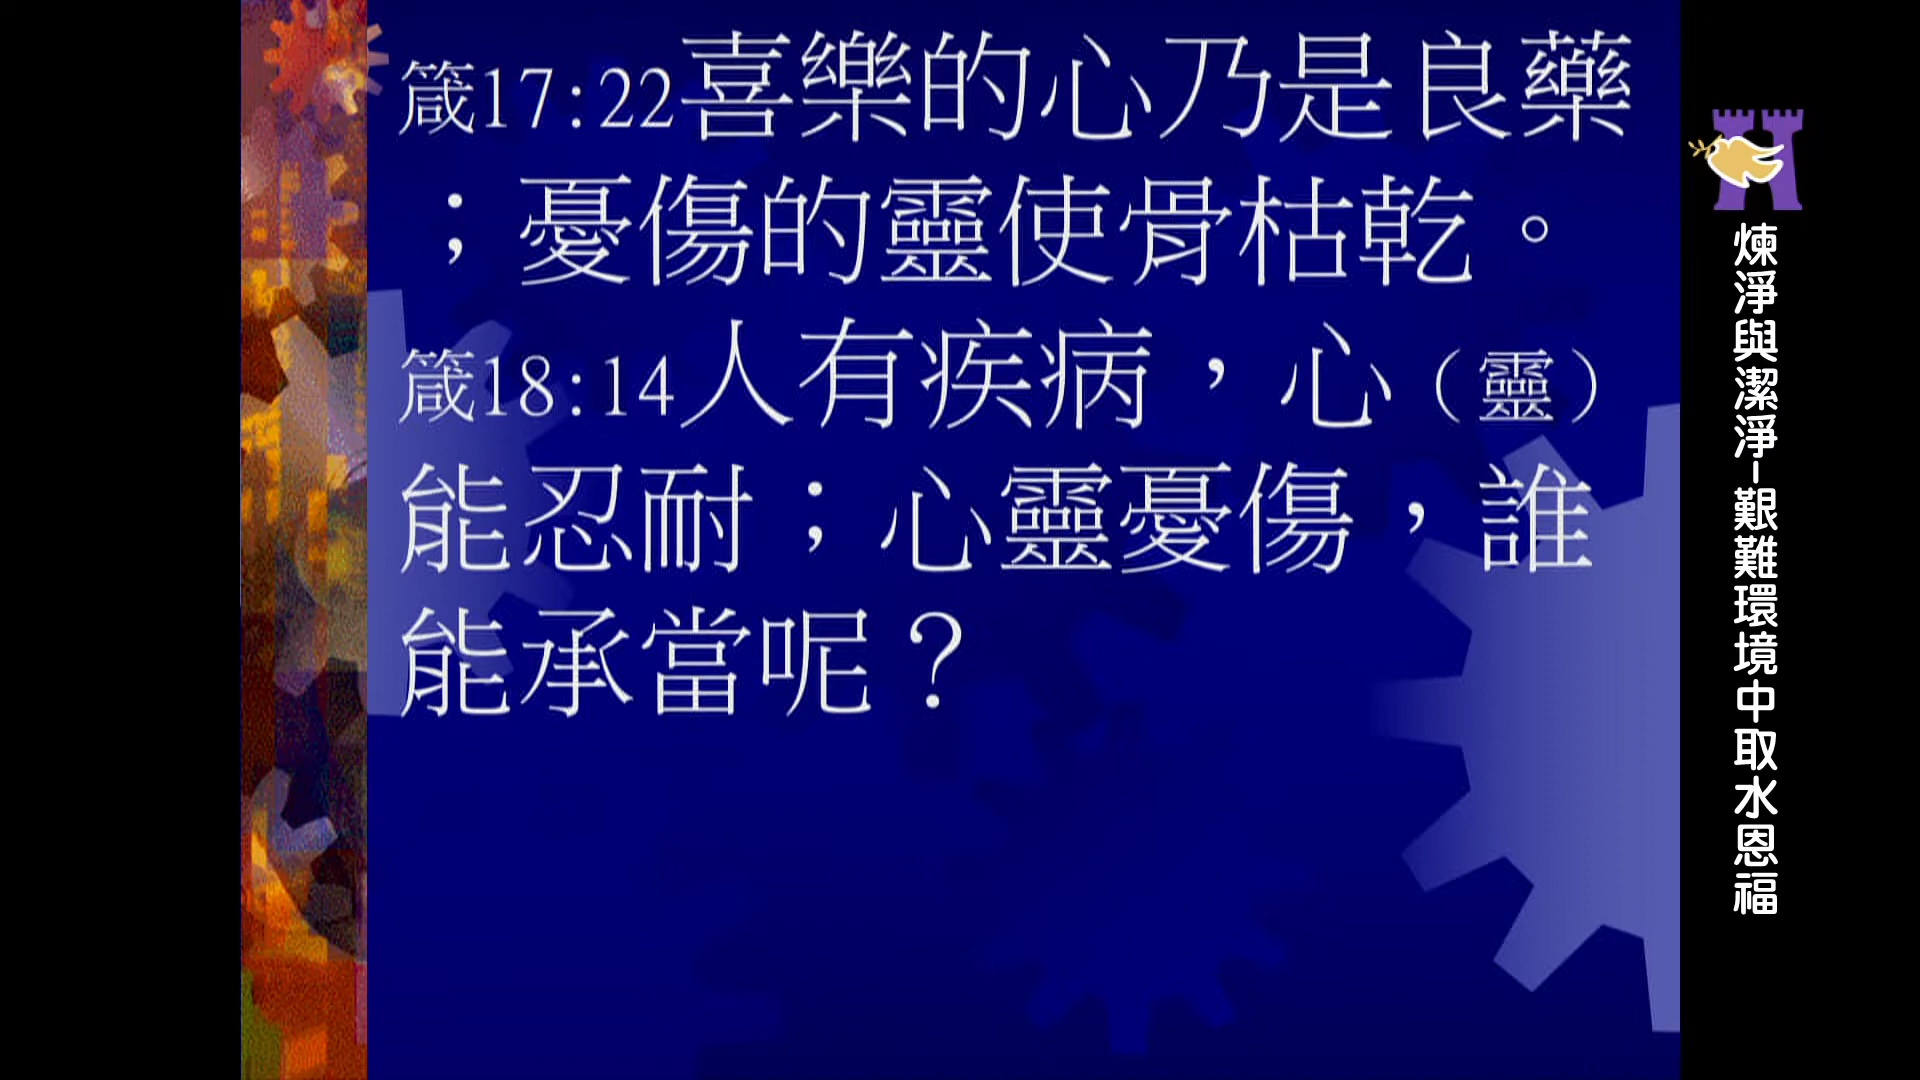 箴17:22喜樂的心乃是良藥
；憂傷的靈使骨枯乾。
箴18:14人有疾病，心（靈）
能忍耐；心靈憂傷，誰
能承當呢？
煉淨與潔淨-艱難環境中取水恩福